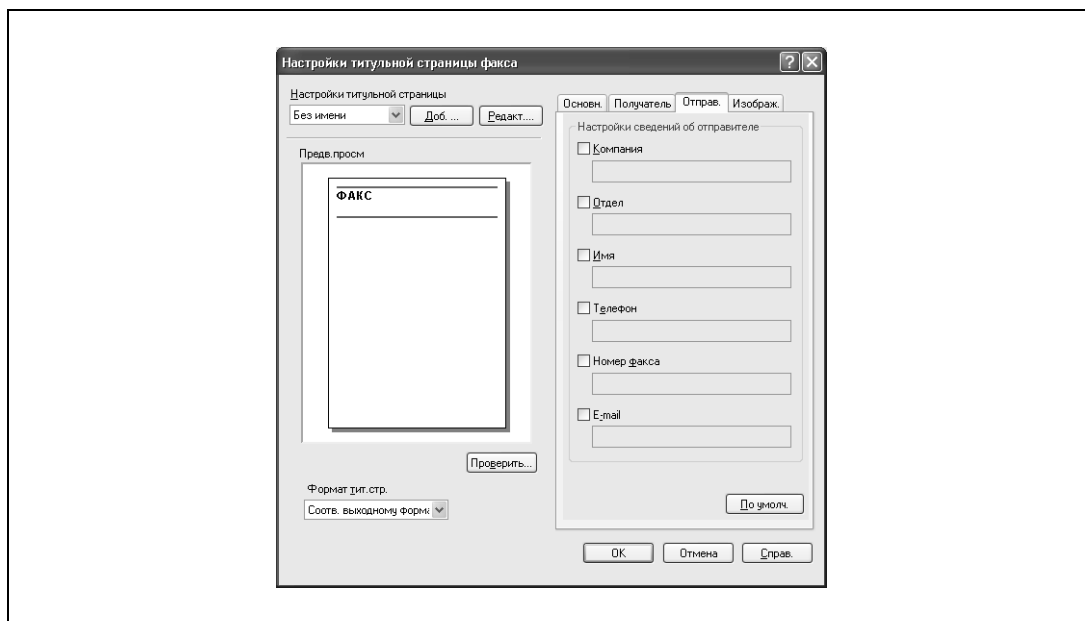 Настройки титульной страницы факса
Настройки титульной страницы
Без имени
Доб. ...
Редакт....
Предв.просм
ФАКС
Проверить...
Формат тит.стр.
Соотв. выходному форма
Основн. Получатель Отправ. Изображ.
Настройки сведений об отправителе
Компания
Отдел
Имя
Телефон
Номер факса
E-mail
По умолч.
OK Отмена Справ.